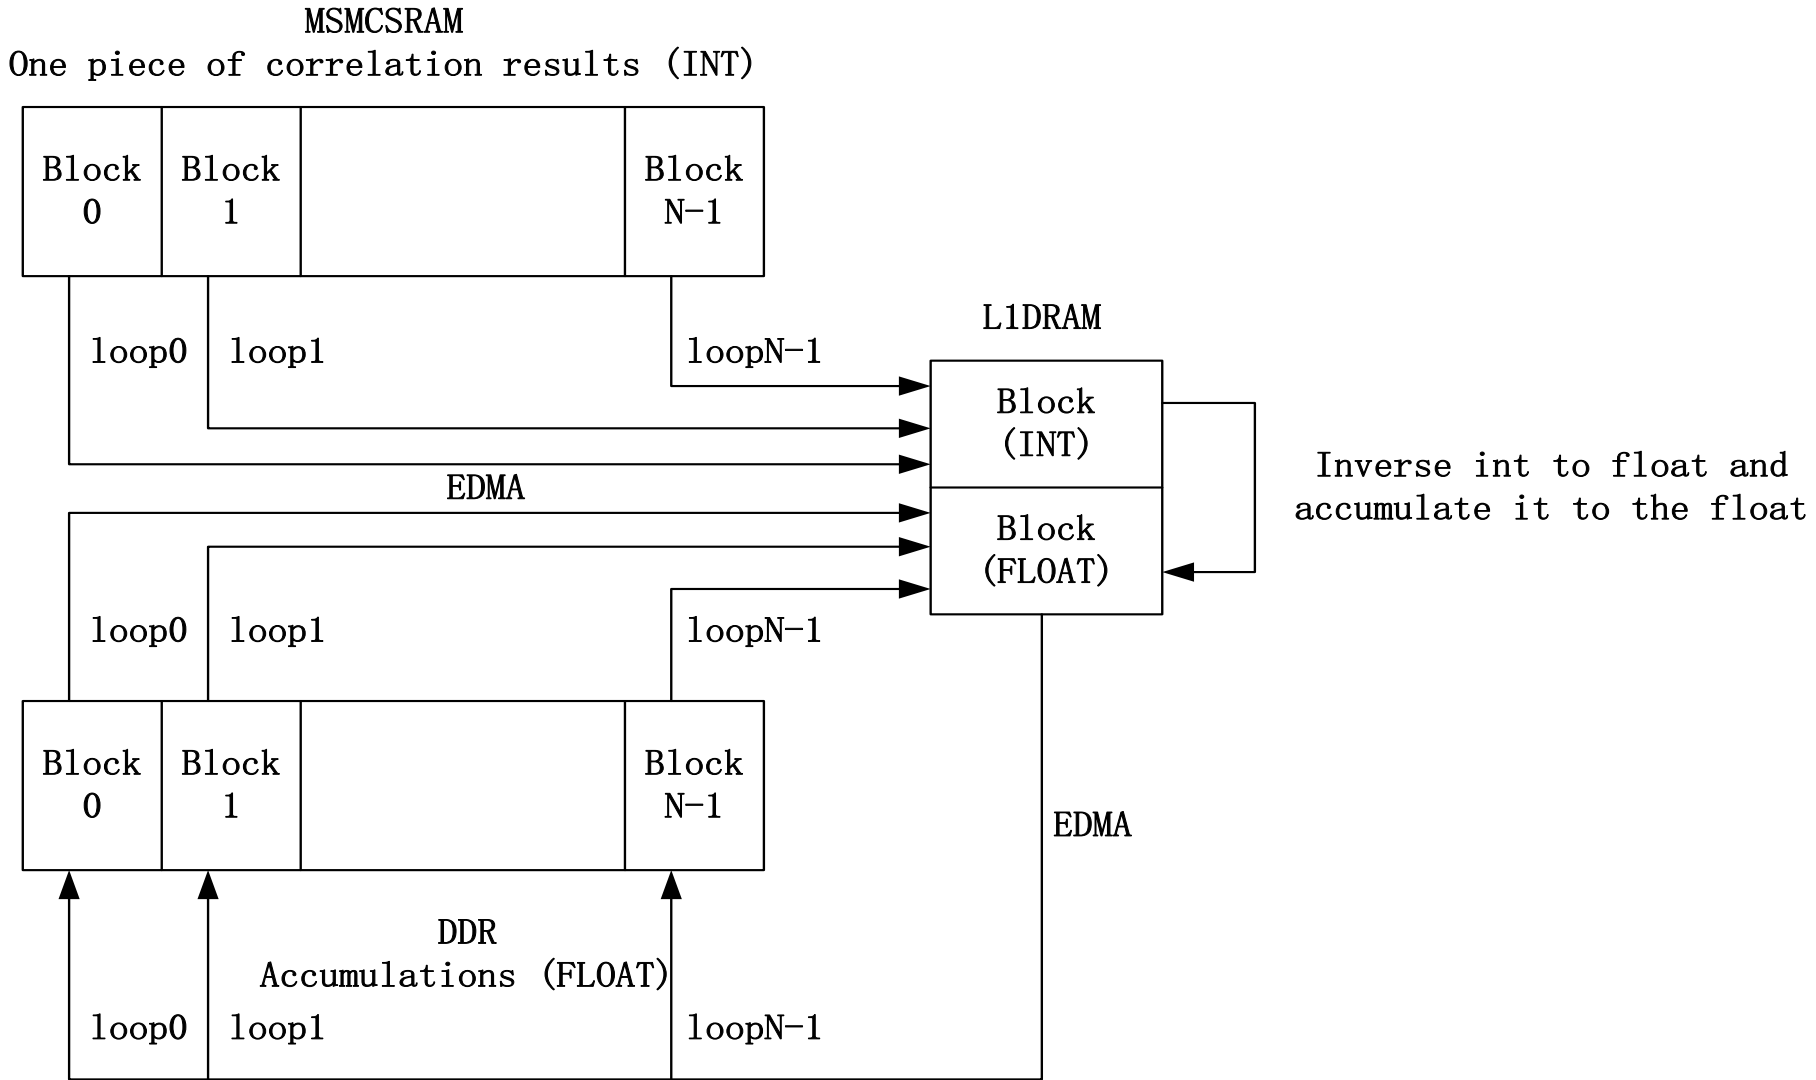 MSMCSRAM
One piece of correlation results (INT)
Block
0
Block
1
Block
N-1
loop0
loop1
loopN-1
L1DRAM
Block
(INT)
Block
(FLOAT)
Inverse int to float and
accumulate it to the float
EDMA
loop0
loop1
loopN-1
Block
0
Block
1
Block
N-1
EDMA
DDR
Accumulations (FLOAT)
loop0
loop1
loopN-1